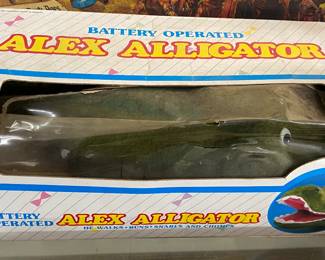 BATTERY OPERATED
ALEX ALLIGATOR
BATTERY
OPERATED
ALEX ALLIGATOR
HE WALKS • RUNS! SNARLS AND CHOMPS